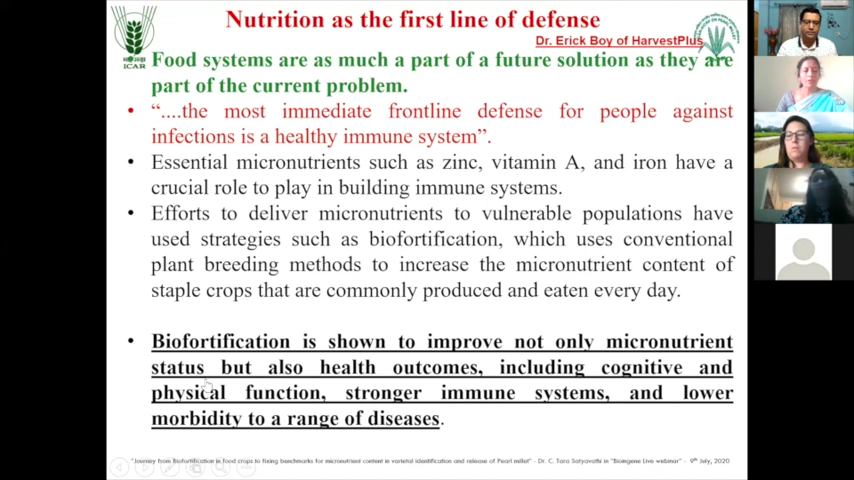 Nutrition as the first line of defense
Dr. Erick Boy of HarvestPlus
ICAR
Food systems are as much a part of a future solution as they are
part of the current problem.
• “....the most immediate frontline defense for people against
infections is a healthy immune system”.
• Essential micronutrients such as zinc, vitamin A, and iron have a
crucial role to play in building immune systems.
• Efforts to deliver micronutrients to vulnerable populations have
used strategies such as biofortification, which uses conventional
plant breeding methods to increase the micronutrient content of
staple crops that are commonly produced and eaten every day.
• Biofortification is shown to improve not only micronutrient
status but also health outcomes, including cognitive and
physical function, stronger immune systems, and lower
morbidity to a range of diseases.
"Journey from Biofortification in food crops to fixing benchmarks for micronutrient content in varietal identification and release of Pearl millet" - Dr. C. Tara Satyavathi in "Bioingene Live webinar" - 9th July, 2020